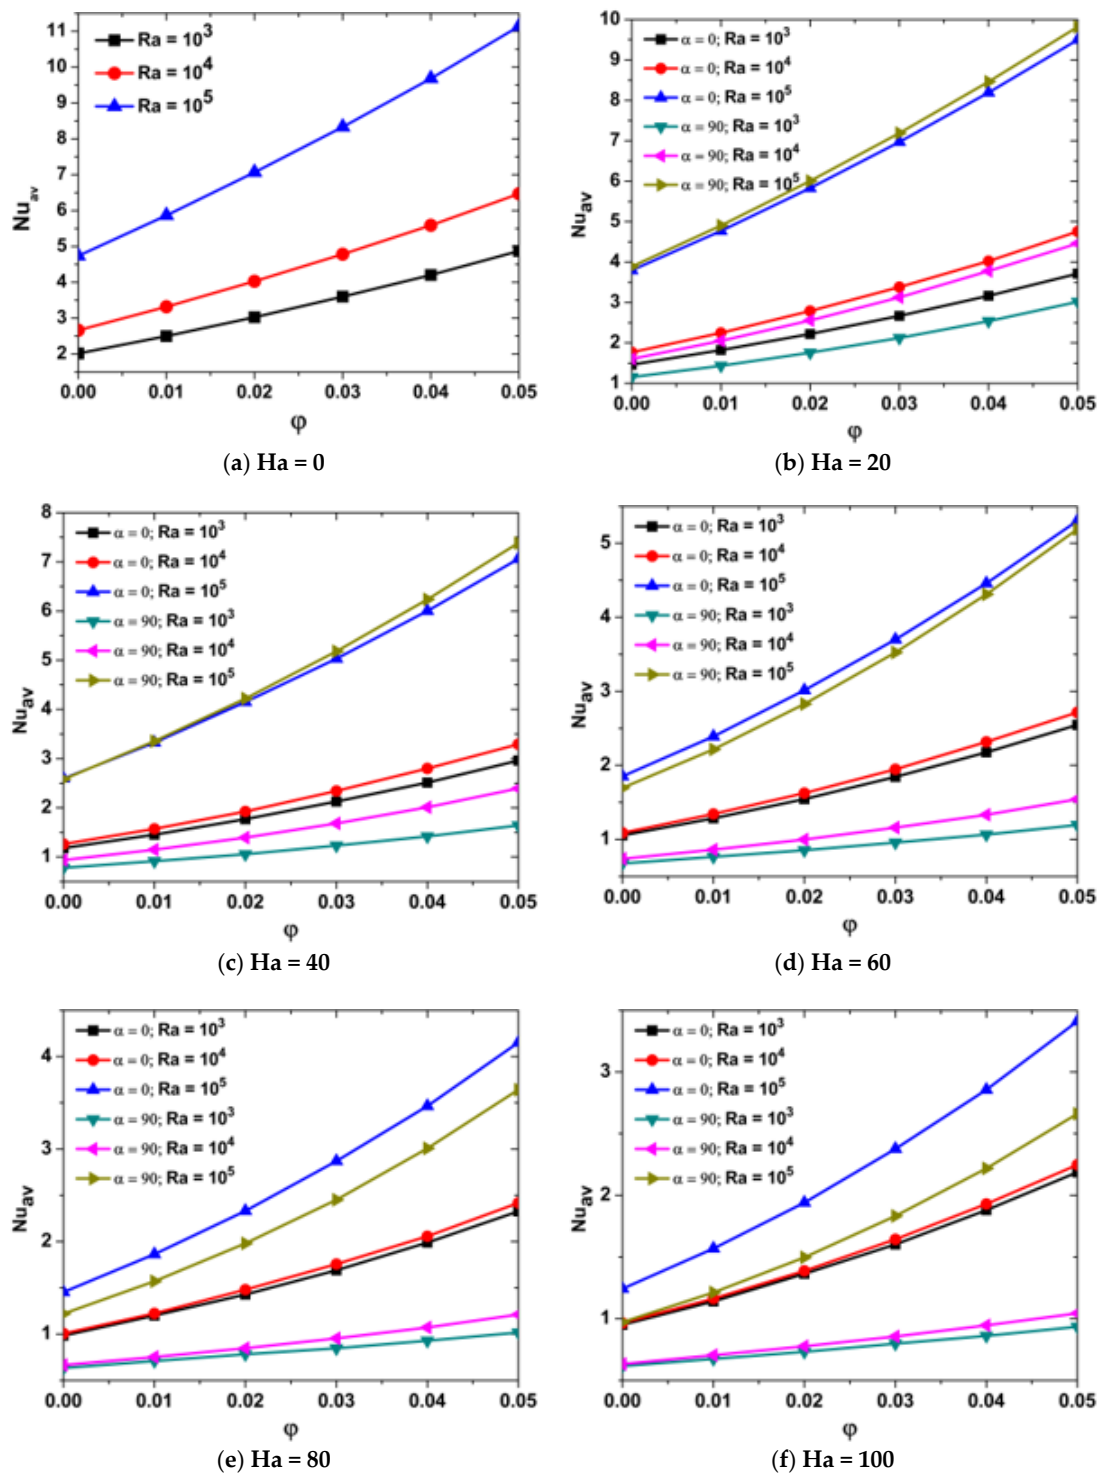 11
10
9
8
7
6
5
4
3
2
Nu_av
Ra = 10³
Ra = 10⁴
Ra = 10⁵
0.00 0.01 0.02 0.03 0.04 0.05
φ
(a) Ha = 0
10
9
8
7
6
5
4
3
2
1
Nu_av
α = 0; Ra = 10³
α = 0; Ra = 10⁴
α = 0; Ra = 10⁵
α = 90; Ra = 10³
α = 90; Ra = 10⁴
α = 90; Ra = 10⁵
0.00 0.01 0.02 0.03 0.04 0.05
φ
(b) Ha = 20
8
7
6
5
4
3
2
1
Nu_av
α = 0; Ra = 10³
α = 0; Ra = 10⁴
α = 0; Ra = 10⁵
α = 90; Ra = 10³
α = 90; Ra = 10⁴
α = 90; Ra = 10⁵
0.00 0.01 0.02 0.03 0.04 0.05
φ
(c) Ha = 40
5
4
3
2
1
Nu_av
α = 0; Ra = 10³
α = 0; Ra = 10⁴
α = 0; Ra = 10⁵
α = 90; Ra = 10³
α = 90; Ra = 10⁴
α = 90; Ra = 10⁵
0.00 0.01 0.02 0.03 0.04 0.05
φ
(d) Ha = 60
4
3
2
1
Nu_av
α = 0; Ra = 10³
α = 0; Ra = 10⁴
α = 0; Ra = 10⁵
α = 90; Ra = 10³
α = 90; Ra = 10⁴
α = 90; Ra = 10⁵
0.00 0.01 0.02 0.03 0.04 0.05
φ
(e) Ha = 80
3
2
1
Nu_av
α = 0; Ra = 10³
α = 0; Ra = 10⁴
α = 0; Ra = 10⁵
α = 90; Ra = 10³
α = 90; Ra = 10⁴
α = 90; Ra = 10⁵
0.00 0.01 0.02 0.03 0.04 0.05
φ
(f) Ha = 100